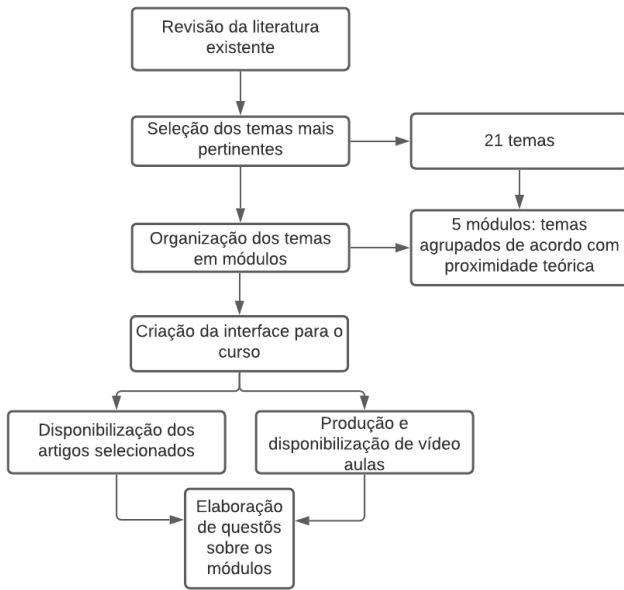 Revisão da literatura
existente
Seleção dos temas mais
pertinentes
21 temas
Organização dos temas
em módulos
5 módulos: temas
agrupados de acordo com
proximidade teórica
Criação da interface para o
curso
Disponibilização dos
artigos selecionados
Produção e
disponibilização de vídeo
aulas
Elaboração
de questõs
sobre os
módulos